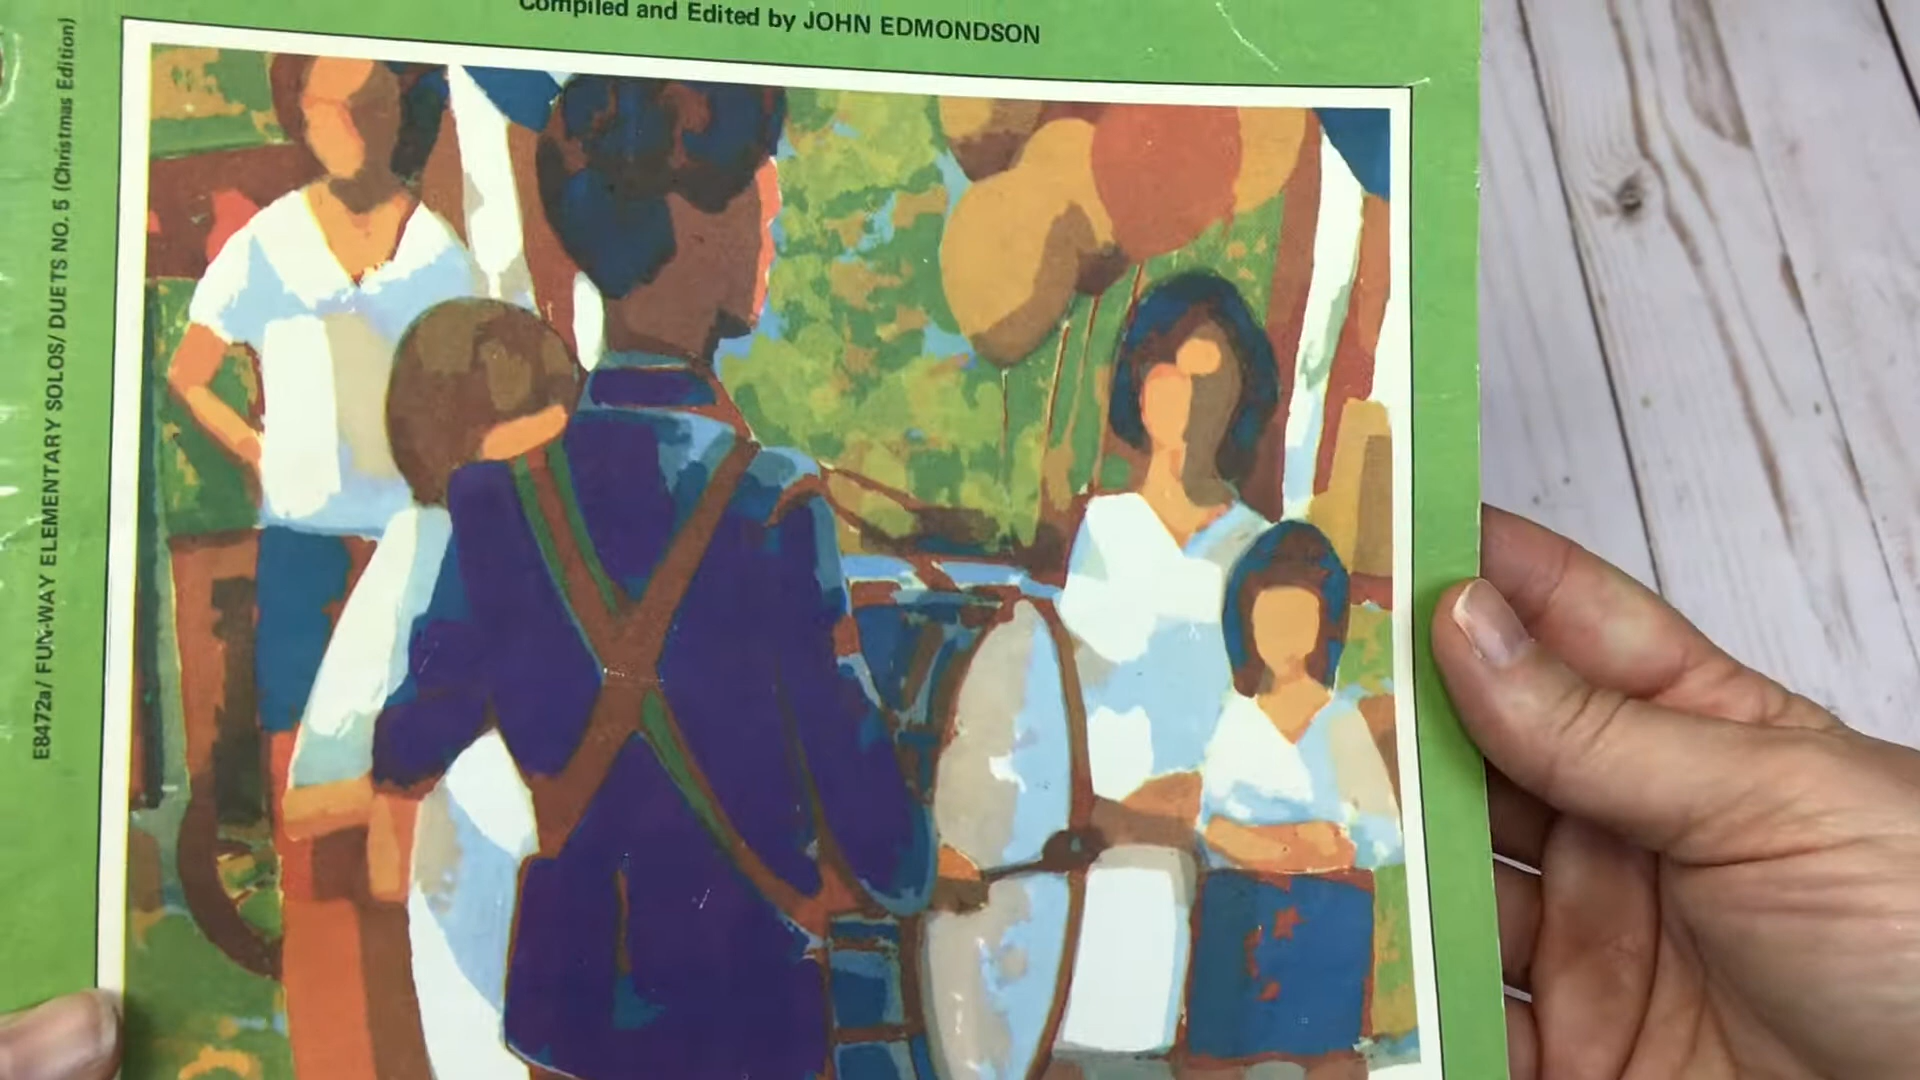 Compiled and Edited by JOHN EDMONDSON
E8472a/ FUN-WAY ELEMENTARY SOLOS/ DUETS NO. 5 (Christmas Edition)